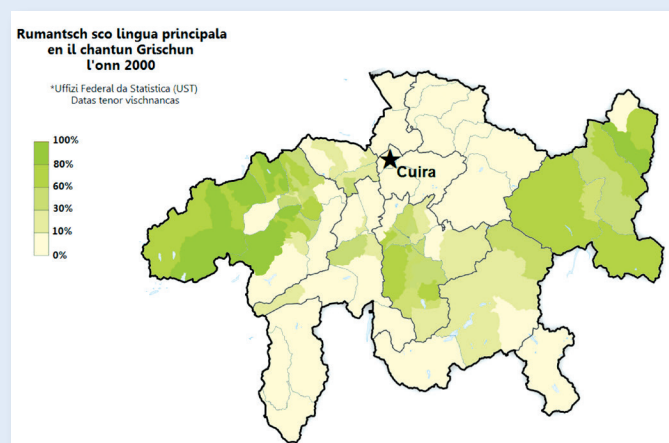 Rumantsch sco lingua principala
en il chantun Grischun
l'onn 2000
*Uffizi Federal da Statistica (UST)
Datas tenor vischnancas
100%
80%
60%
30%
10%
0%
Cuira